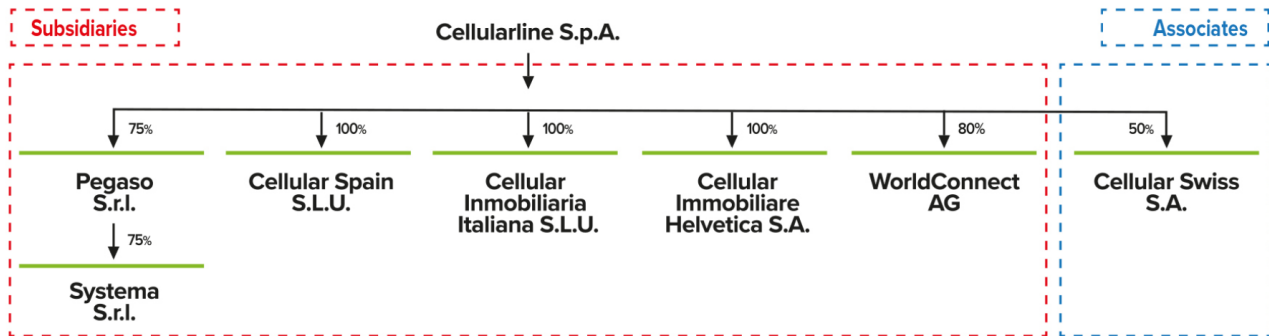 Subsidiaries
Cellularline S.p.A.
Associates
75%
100%
100%
100%
80%
50%
Pegaso
S.r.l.
Cellular Spain
S.L.U.
Cellular
Inmobiliaria
Italiana S.L.U.
Cellular
Immobiliare
Helvetica S.A.
WorldConnect
AG
Cellular Swiss
S.A.
75%
Systema
S.r.l.